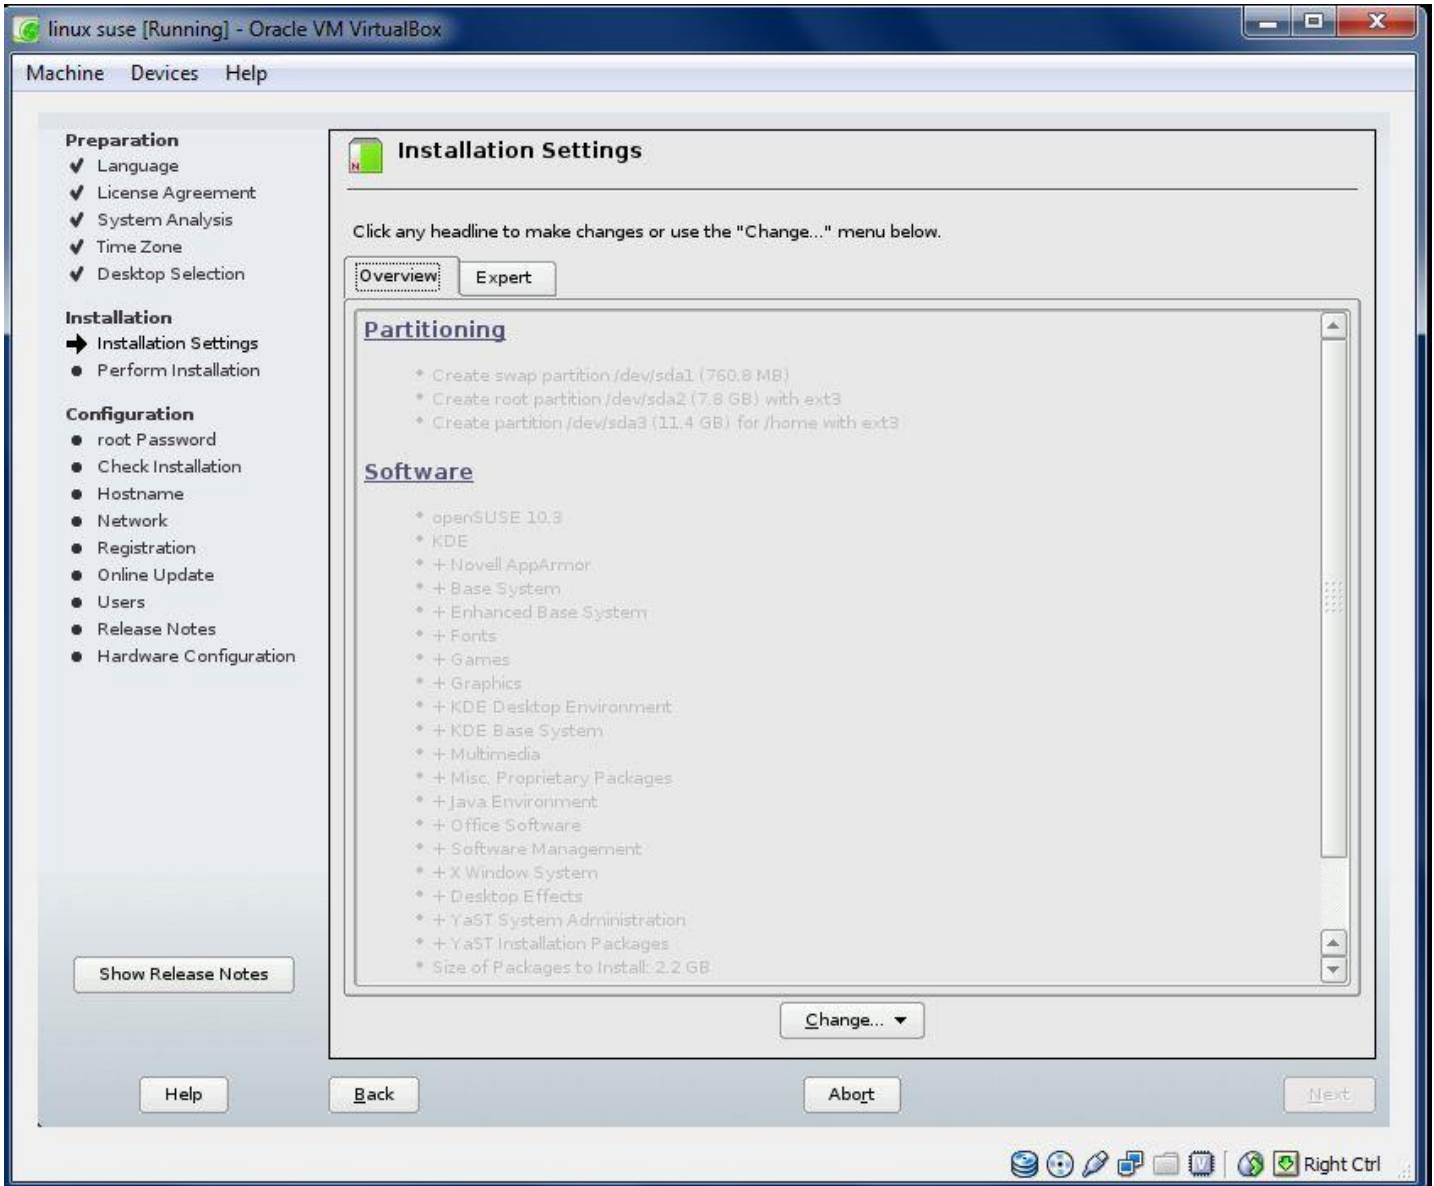 linux suse [Running] - Oracle VM VirtualBox
Machine Devices Help
Preparation
Language
License Agreement
System Analysis
Time Zone
Desktop Selection
Installation
Installation Settings
Perform Installation
Configuration
root Password
Check Installation
Hostname
Network
Registration
Online Update
Users
Release Notes
Hardware Configuration
Show Release Notes
Installation Settings
Click any headline to make changes or use the "Change..." menu below.
Overview Expert
Partitioning
Create swap partition /dev/sda1 (760.8 MB)
Create root partition /dev/sda2 (7.8 GB) with ext3
Create partition /dev/sda3 (11.4 GB) for /home with ext3
Software
openSUSE 10.3
KDE
+ Novell AppArmor
+ Base System
+ Enhanced Base System
+ Fonts
+ Games
+ Graphics
+ KDE Desktop Environment
+ KDE Base System
+ Multimedia
+ Misc. Proprietary Packages
+ Java Environment
+ Office Software
+ Software Management
+ X Window System
+ Desktop Effects
+ YaST System Administration
+ YaST Installation Packages
Size of Packages to Install: 2.2 GB
Change...
Help Back Abort Next
Right Ctrl